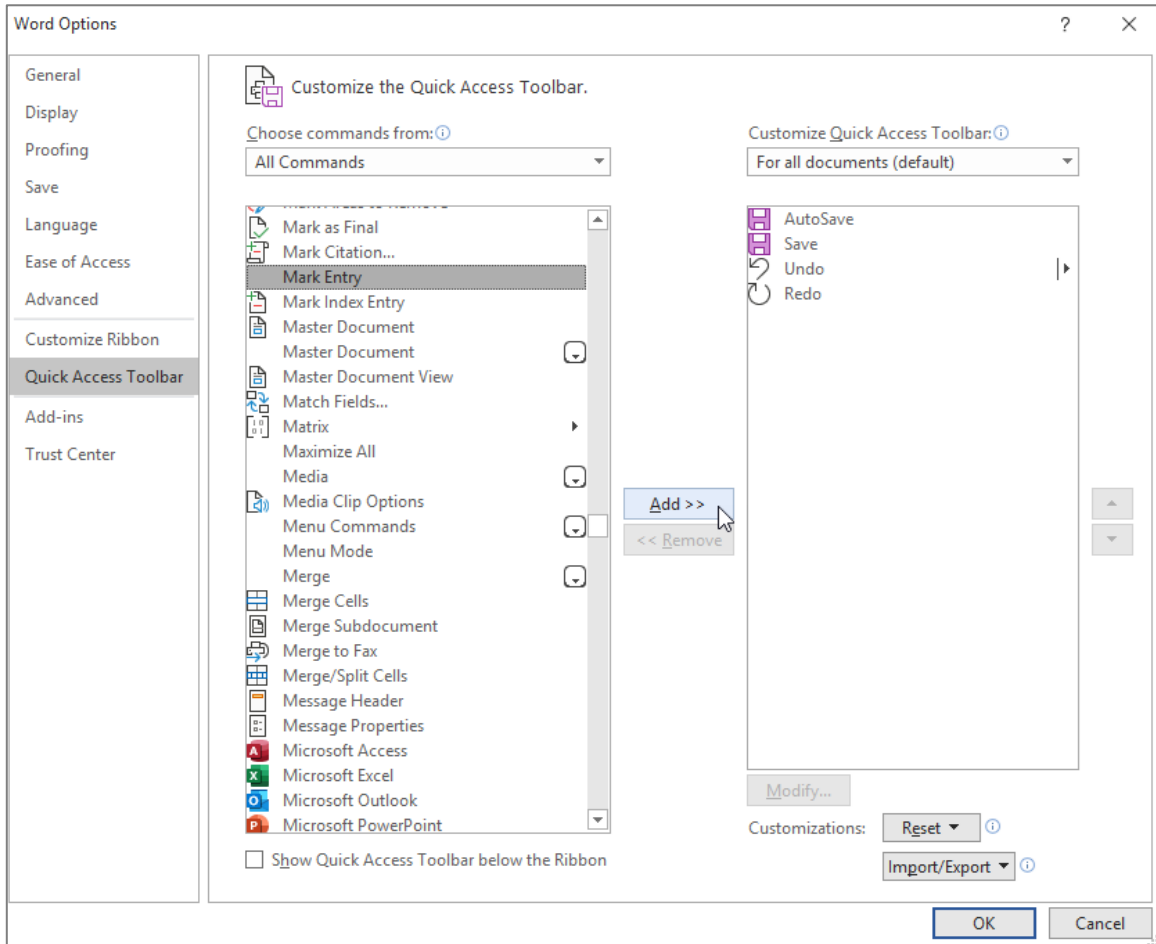 Word Options
?
General
Display
Proofing
Save
Language
Ease of Access
Advanced
Customize Ribbon
Quick Access Toolbar
Add-ins
Trust Center
Customize the Quick Access Toolbar.
Choose commands from:
All Commands
Mark as Final
Mark Citation...
Mark Entry
Mark Index Entry
Master Document
Master Document
Master Document View
Match Fields...
Matrix
Maximize All
Media
Media Clip Options
Menu Commands
Menu Mode
Merge
Merge Cells
Merge Subdocument
Merge to Fax
Merge/Split Cells
Message Header
Message Properties
Microsoft Access
Microsoft Excel
Microsoft Outlook
Microsoft PowerPoint
Show Quick Access Toolbar below the Ribbon
Add >>
<< Remove
Customize Quick Access Toolbar:
For all documents (default)
AutoSave
Save
Undo
Redo
Modify...
Customizations: Reset
Import/Export
OK Cancel